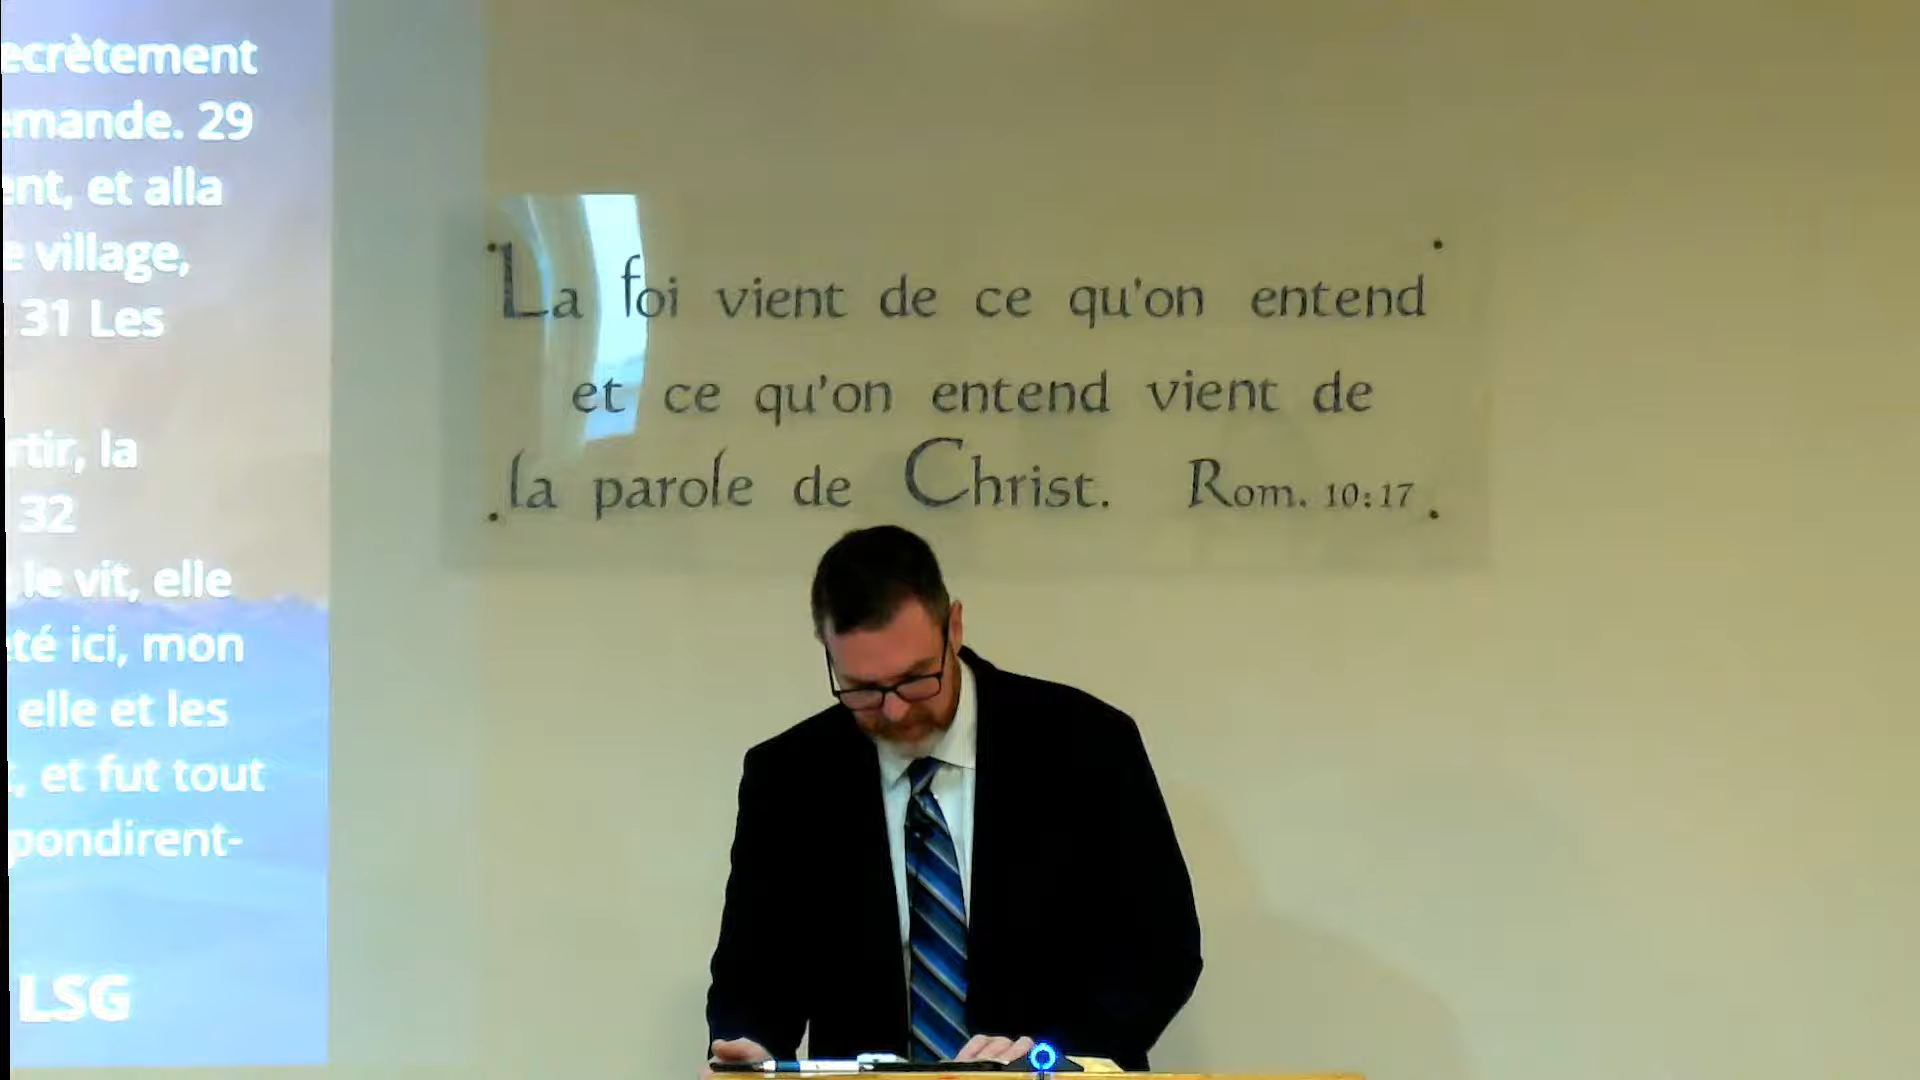 ecrètement
emande. 29
ent, et alla
e village,
31 Les
rtir, la
32
le vit, elle
té ici, mon
elle et les
, et fut tout
pondirent-
LSG
La foi vient de ce qu'on entend
et ce qu'on entend vient de
la parole de Christ. Rom. 10:17